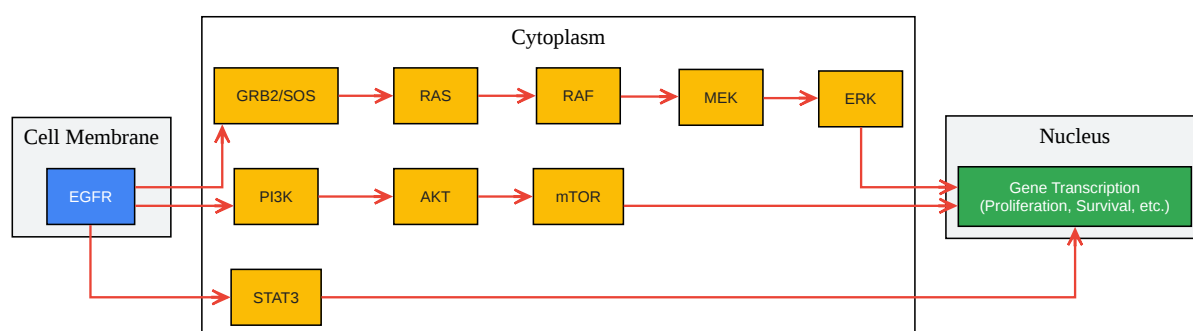 Cytoplasm
GRB2/SOS
RAS
RAF
MEK
ERK
Cell Membrane
Nucleus
EGFR
PI3K
AKT
mTOR
Gene Transcription
(Proliferation, Survival, etc.)
STAT3